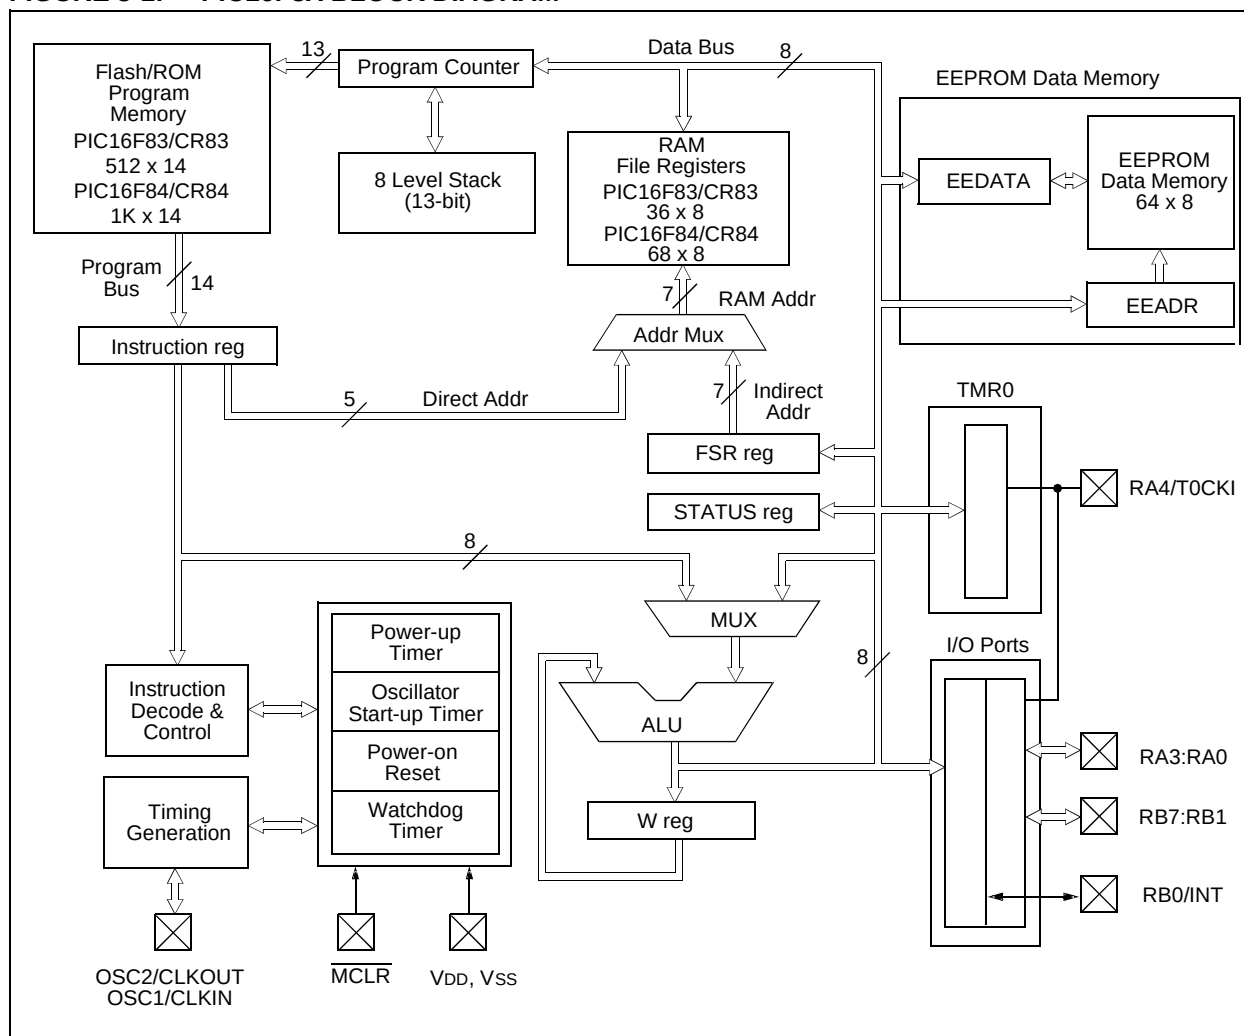 13
Data Bus
8
Flash/ROM
Program
Memory
PIC16F83/CR83
512 x 14
PIC16F84/CR84
1K x 14
Program Counter
EEPROM Data Memory
8 Level Stack
(13-bit)
RAM
File Registers
PIC16F83/CR83
36 x 8
PIC16F84/CR84
68 x 8
EEDATA
EEPROM
Data Memory
64 x 8
Program
Bus
14
7
RAM Addr
EEADR
Instruction reg
Addr Mux
5
Direct Addr
7
Indirect
Addr
TMR0
FSR reg
RA4/T0CKI
STATUS reg
8
MUX
Power-up
Timer
8
I/O Ports
Instruction
Decode &
Control
Oscillator
Start-up Timer
ALU
Power-on
Reset
RA3:RA0
Timing
Generation
Watchdog
Timer
W reg
RB7:RB1
RB0/INT
OSC2/CLKOUT
OSC1/CLKIN
MCLR
VDD, VSS